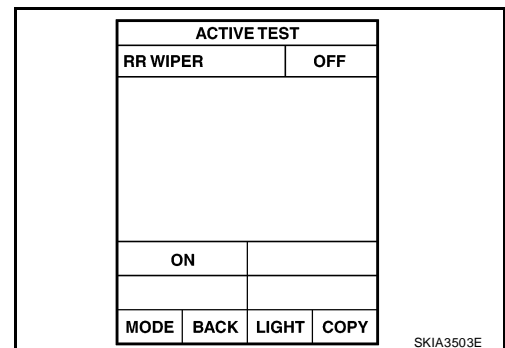 ACTIVE TEST
RR WIPER OFF
ON
MODE BACK LIGHT COPY
SKIA3503E